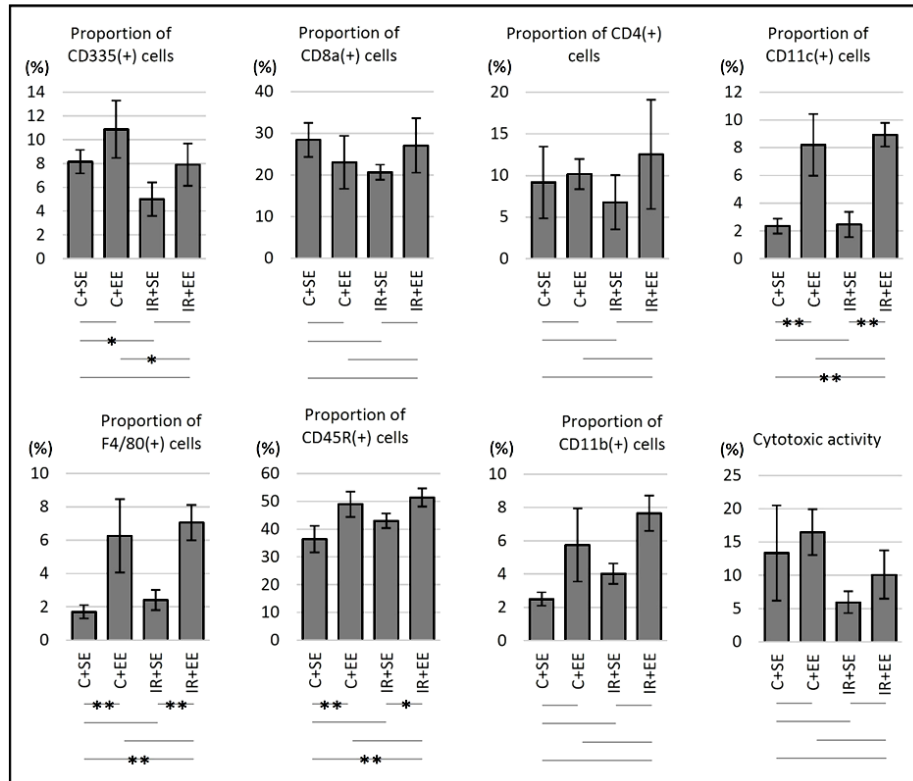 Proportion of
CD335(+) cells
(%)
14
12
10
8
6
4
2
0
C+SE
C+EE
IR+SE
IR+EE
*
*
Proportion of
CD8a(+) cells
(%)
40
30
20
10
0
C+SE
C+EE
IR+SE
IR+EE
Proportion of CD4(+)
cells
(%)
20
15
10
5
0
C+SE
C+EE
IR+SE
IR+EE
Proportion of
CD11c(+) cells
(%)
12
10
8
6
4
2
0
C+SE
C+EE
IR+SE
IR+EE
** **
**
Proportion of
F4/80(+) cells
(%)
10
8
6
4
2
0
C+SE
C+EE
IR+SE
IR+EE
** **
**
Proportion of
CD45R(+) cells
(%)
60
50
40
30
20
10
0
C+SE
C+EE
IR+SE
IR+EE
** *
**
Proportion of
CD11b(+) cells
(%)
10
8
6
4
2
0
C+SE
C+EE
IR+SE
IR+EE
Cytotoxic activity
(%)
25
20
15
10
5
0
C+SE
C+EE
IR+SE
IR+EE